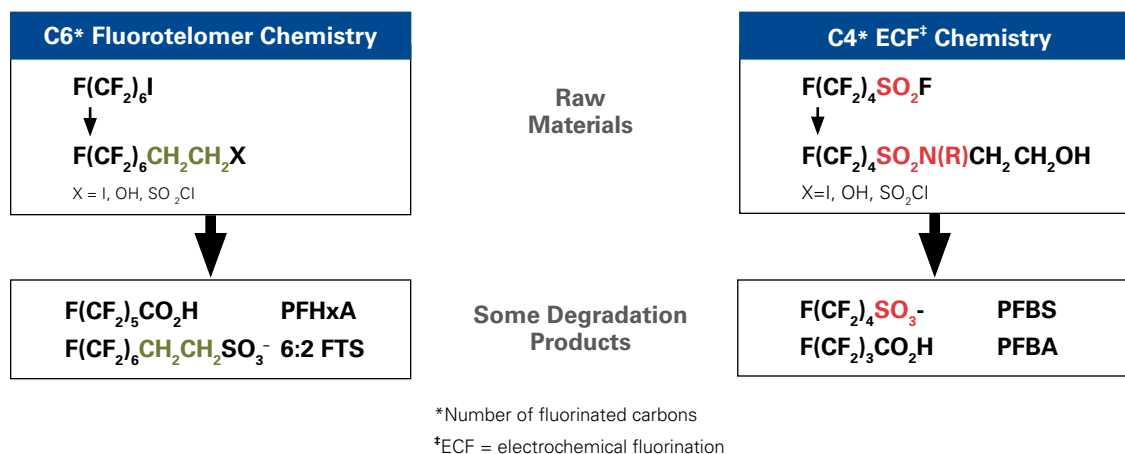 C6* Fluorotelomer Chemistry
F(CF₂)₆I
F(CF₂)₆CH₂CH₂X
X = I, OH, SO₂Cl
Raw
Materials
C4* ECF‡ Chemistry
F(CF₂)₄SO₂F
F(CF₂)₄SO₂N(R)CH₂CH₂OH
X=I, OH, SO₂Cl
F(CF₂)₅CO₂H PFHxA
F(CF₂)₆CH₂CH₂SO₃⁻ 6:2 FTS
Some Degradation
Products
F(CF₂)₄SO₃- PFBS
F(CF₂)₃CO₂H PFBA
*Number of fluorinated carbons
‡ECF = electrochemical fluorination